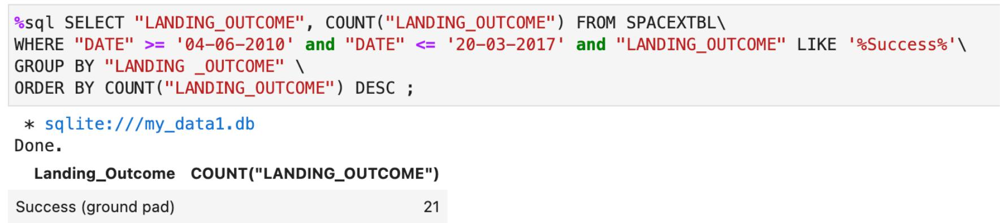 %sql SELECT "LANDING_OUTCOME", COUNT("LANDING_OUTCOME") FROM SPACEXTBL\
WHERE "DATE" >= '04-06-2010' and "DATE" <= '20-03-2017' and "LANDING_OUTCOME" LIKE '%Success%'\
GROUP BY "LANDING _OUTCOME" \
ORDER BY COUNT("LANDING_OUTCOME") DESC ;
* sqlite:///my_data1.db
Done.
Landing_Outcome COUNT("LANDING_OUTCOME")
Success (ground pad) 21